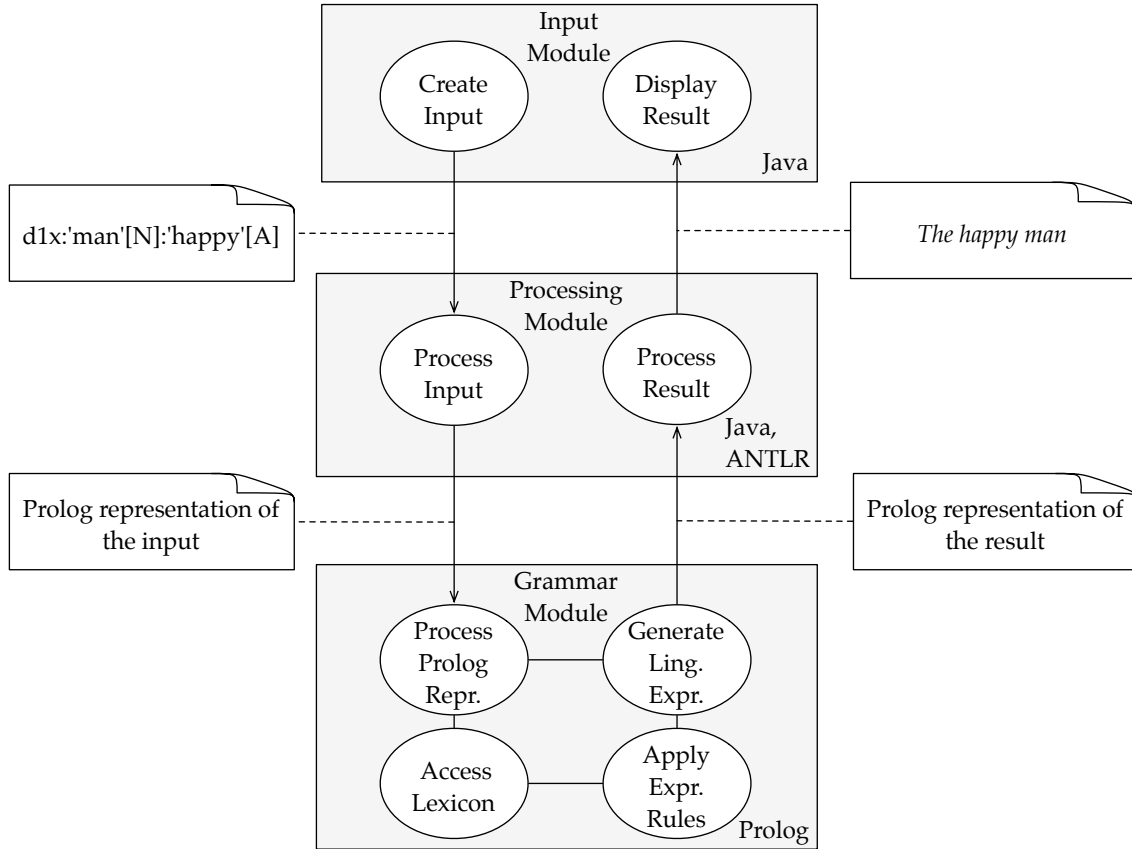 Input
Module
Create
Input
Display
Result
Java
d1x:'man'[N]:'happy'[A]
The happy man
Processing
Module
Process
Input
Process
Result
Java,
ANTLR
Prolog representation of
the input
Prolog representation of
the result
Grammar
Module
Process
Prolog
Repr.
Generate
Ling.
Expr.
Access
Lexicon
Apply
Expr.
Rules
Prolog